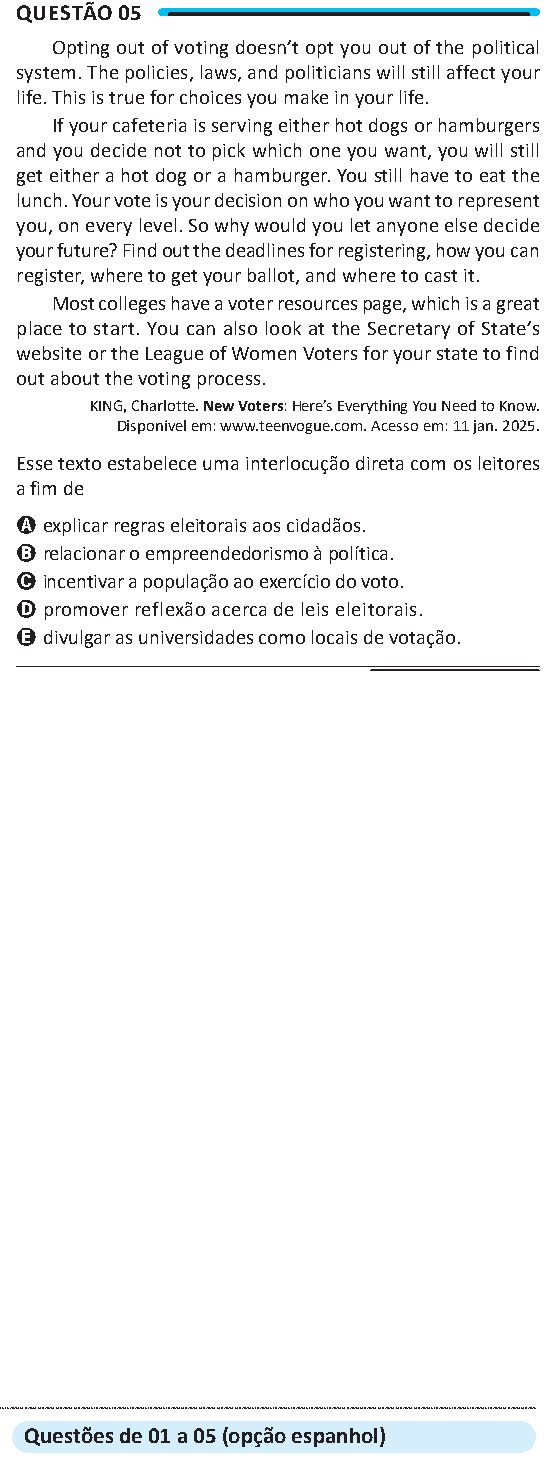 QUESTÃO 05
Opting out of voting doesn’t opt you out of the political
system. The policies, laws, and politicians will still affect your
life. This is true for choices you make in your life.
If your cafeteria is serving either hot dogs or hamburgers
and you decide not to pick which one you want, you will still
get either a hot dog or a hamburger. You still have to eat the
lunch. Your vote is your decision on who you want to represent
you, on every level. So why would you let anyone else decide
your future? Find out the deadlines for registering, how you can
register, where to get your ballot, and where to cast it.
Most colleges have a voter resources page, which is a great
place to start. You can also look at the Secretary of State’s
website or the League of Women Voters for your state to find
out about the voting process.
KING, Charlotte. New Voters: Here’s Everything You Need to Know.
Disponível em: www.teenvogue.com. Acesso em: 11 jan. 2025.
Esse texto estabelece uma interlocução direta com os leitores
a fim de
A explicar regras eleitorais aos cidadãos.
B relacionar o empreendedorismo à política.
C incentivar a população ao exercício do voto.
D promover reflexão acerca de leis eleitorais.
E divulgar as universidades como locais de votação.
Questões de 01 a 05 (opção espanhol)